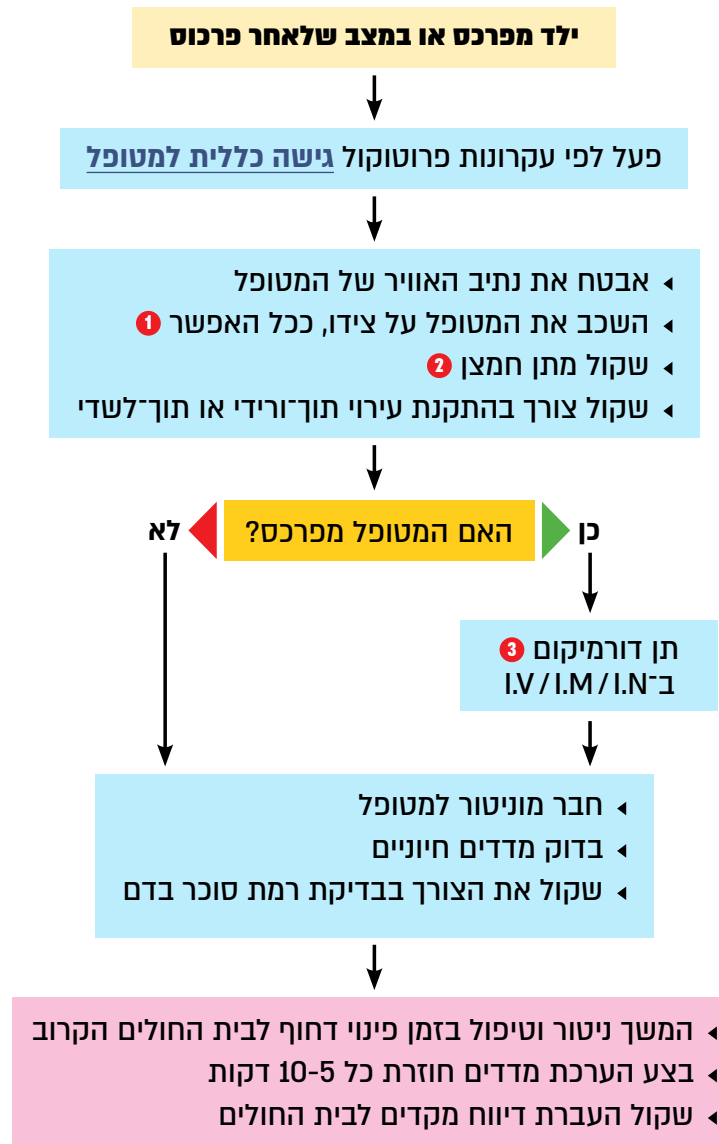 ילד מפרכס או במצב שלאחר פרכוס
פעל לפי עקרונות פרוטוקול גישה כללית למטופל
אבטח את נתיב האוויר של המטופל
השכב את המטופל על צידו, ככל האפשר 1
שקול מתן חמצן 2
שקול צורך בהתקנת עירוי תוך־ורידי או תוך־לשדי
האם המטופל מפרכס?
כן
לא
תן דורמיקום 3
ב־I.V / I.M / I.N
חבר מוניטור למטופל
בדוק מדדים חיוניים
שקול את הצורך בבדיקת רמת סוכר בדם
המשך ניטור וטיפול בזמן פינוי דחוף לבית החולים הקרוב
בצע הערכת מדדים חוזרת כל 10-5 דקות
שקול העברת דיווח מקדים לבית החולים